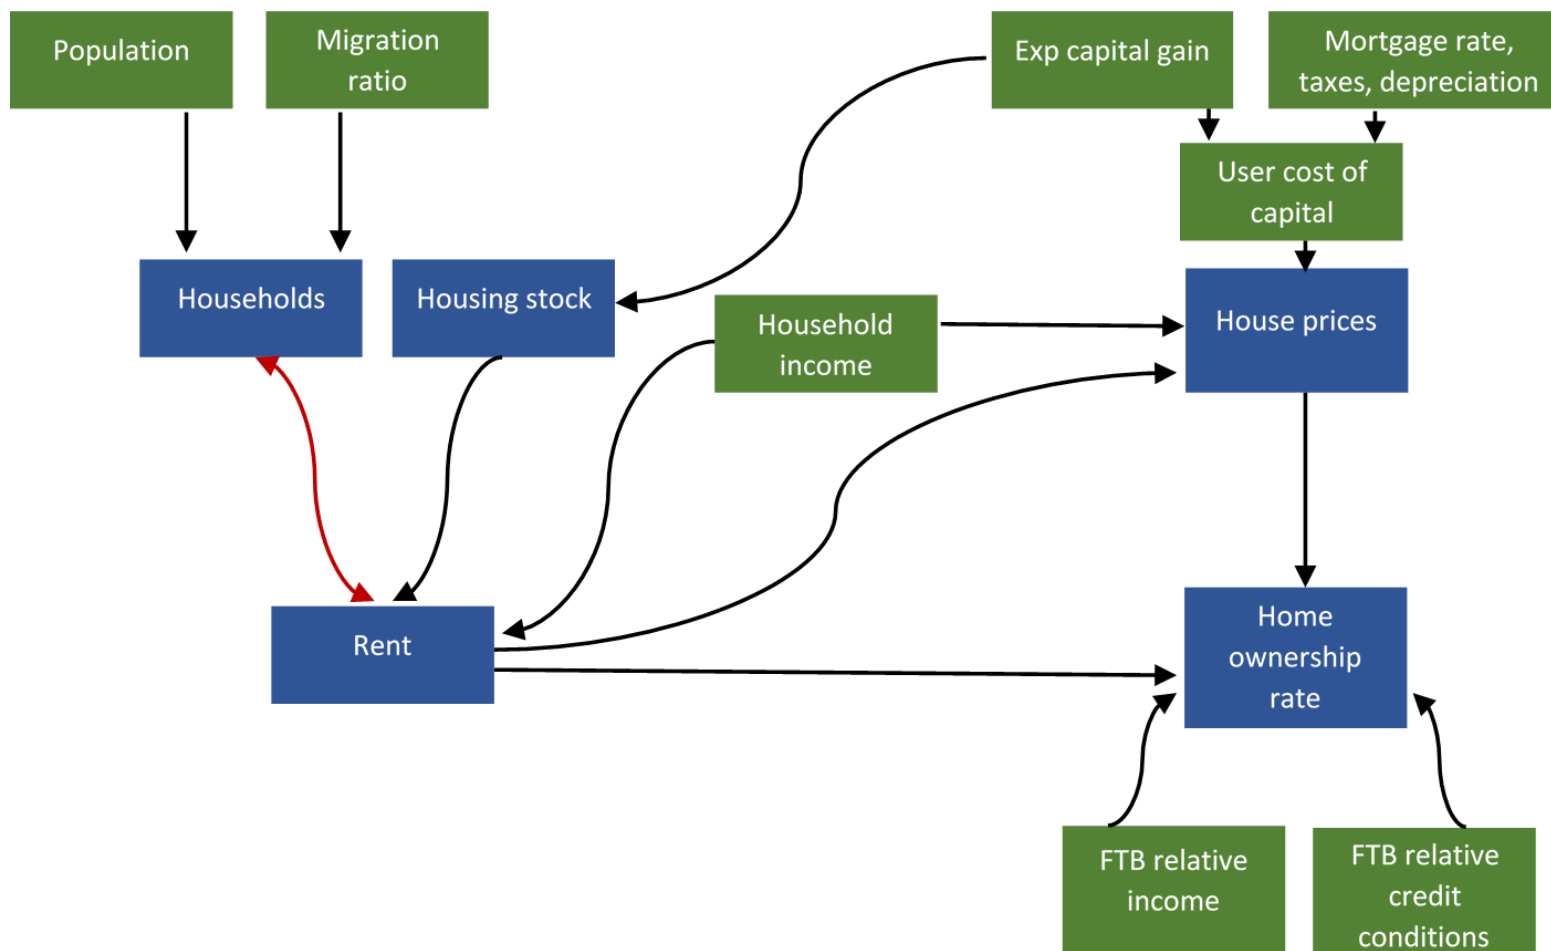 Population
Migration
ratio
Exp capital gain
Mortgage rate,
taxes, depreciation
User cost of
capital
Households
Housing stock
Household
income
House prices
Rent
Home
ownership
rate
FTB relative
income
FTB relative
credit
conditions